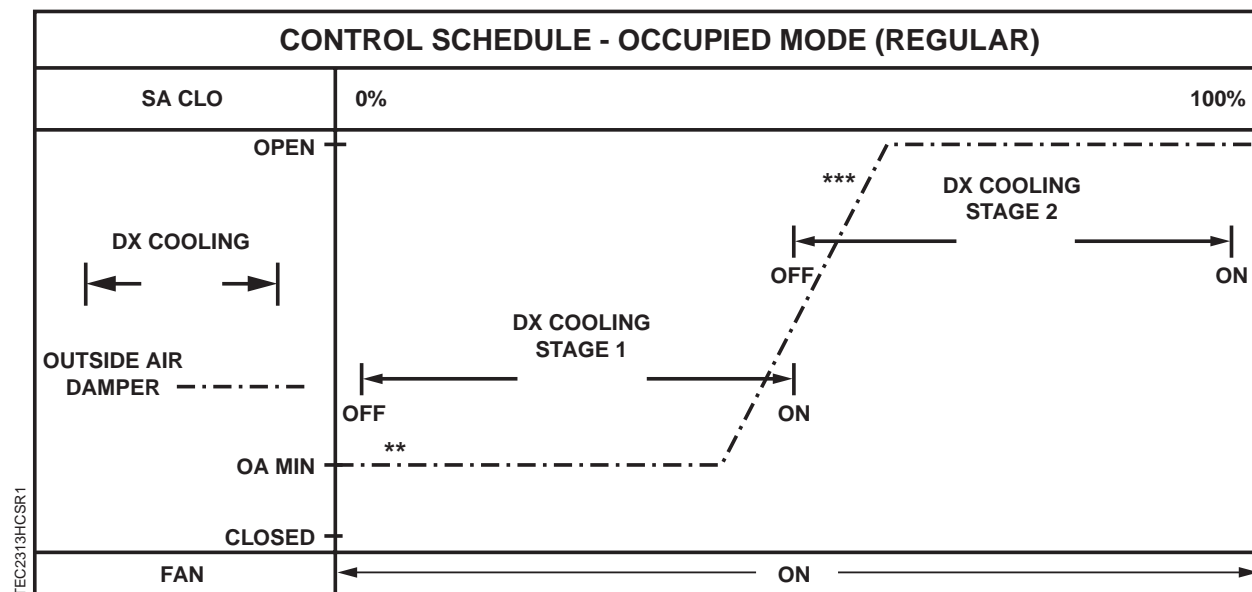 CONTROL SCHEDULE - OCCUPIED MODE (REGULAR)
SA CLO
0%
100%
OPEN
***
DX COOLING
STAGE 2
DX COOLING
OFF
ON
DX COOLING
STAGE 1
OUTSIDE AIR
DAMPER
OFF
ON
**
OA MIN
CLOSED
FAN
ON
TEC2313HCSR1